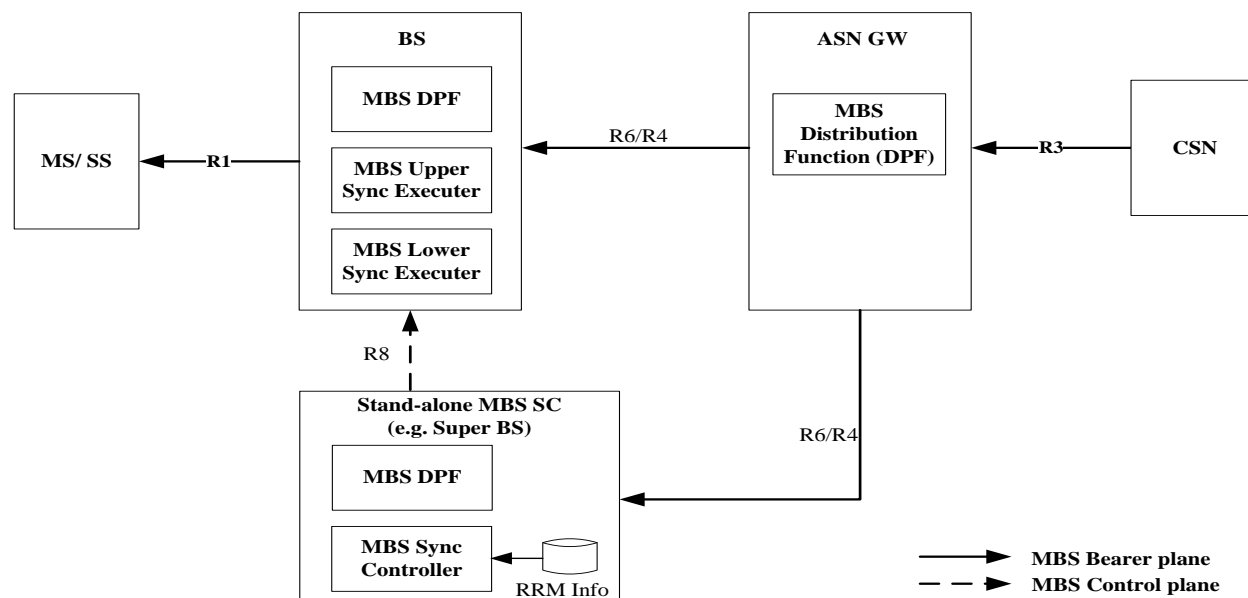 BS
ASN GW
MBS DPF
MBS
Distribution
Function (DPF)
MS/ SS
R1
R6/R4
R3
CSN
MBS Upper
Sync Executer
MBS Lower
Sync Executer
R8
Stand-alone MBS SC
(e.g. Super BS)
R6/R4
MBS DPF
MBS Sync
Controller
RRM Info
MBS Bearer plane
MBS Control plane